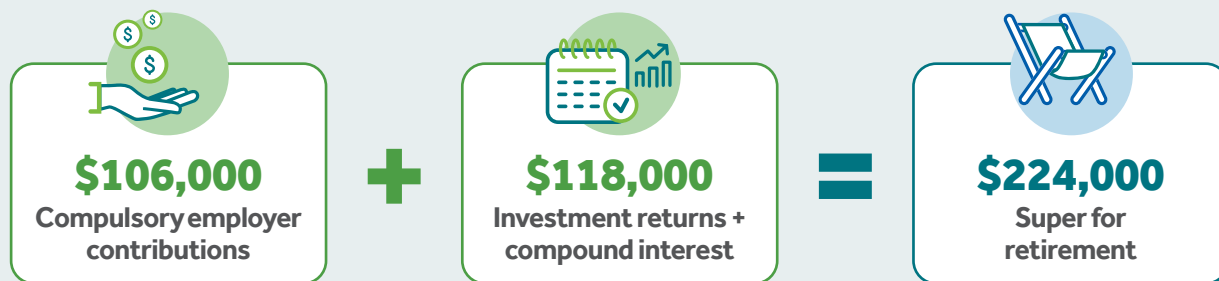 $106,000
Compulsory employer
contributions
+
$118,000
Investment returns +
compound interest
=
$224,000
Super for
retirement